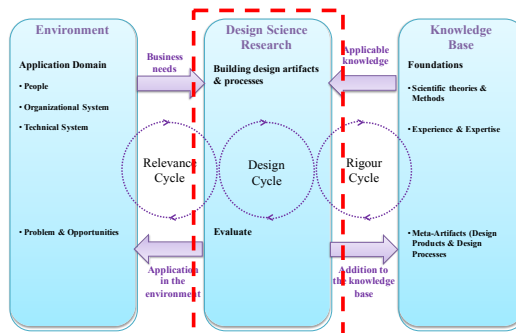 Environment
Application Domain
• People
• Organizational System
• Technical System
• Problem & Opportunities
Business
needs
Relevance
Cycle
Application
in the
environment
Design Science
Research
Building design artifacts
& processes
Design
Cycle
Evaluate
Applicable
knowledge
Rigour
Cycle
Addition to
the knowledge
base
Knowledge
Base
Foundations
• Scientific theories &
Methods
• Experience & Expertise
• Meta-Artifacts (Design
Products & Design
Processes